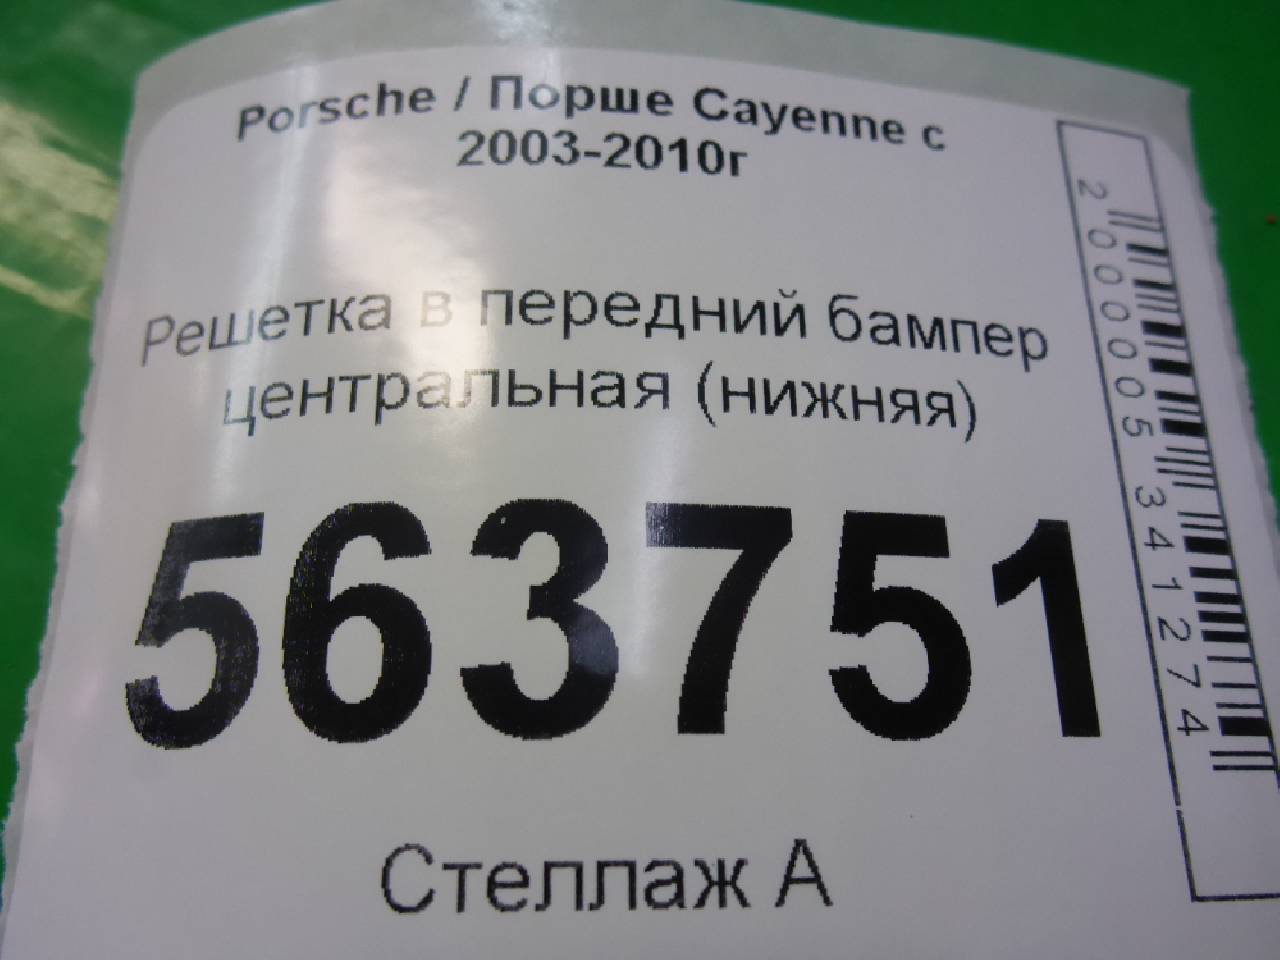 Porsche / Порше Cayenne с
2003-2010г
Решетка в передний бампер
центральная (нижняя)
563751
Стеллаж А
2000005341274